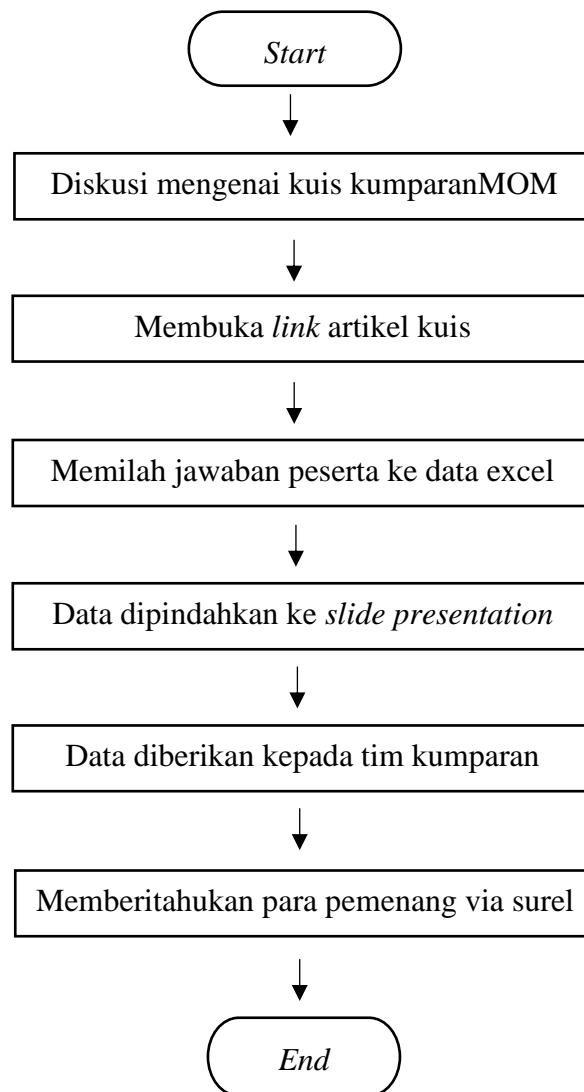 Start
Diskusi mengenai kuis kumparanMOM
Membuka link artikel kuis
Memilah jawaban peserta ke data excel
Data dipindahkan ke slide presentation
Data diberikan kepada tim kumparan
Memberitahukan para pemenang via surel
End